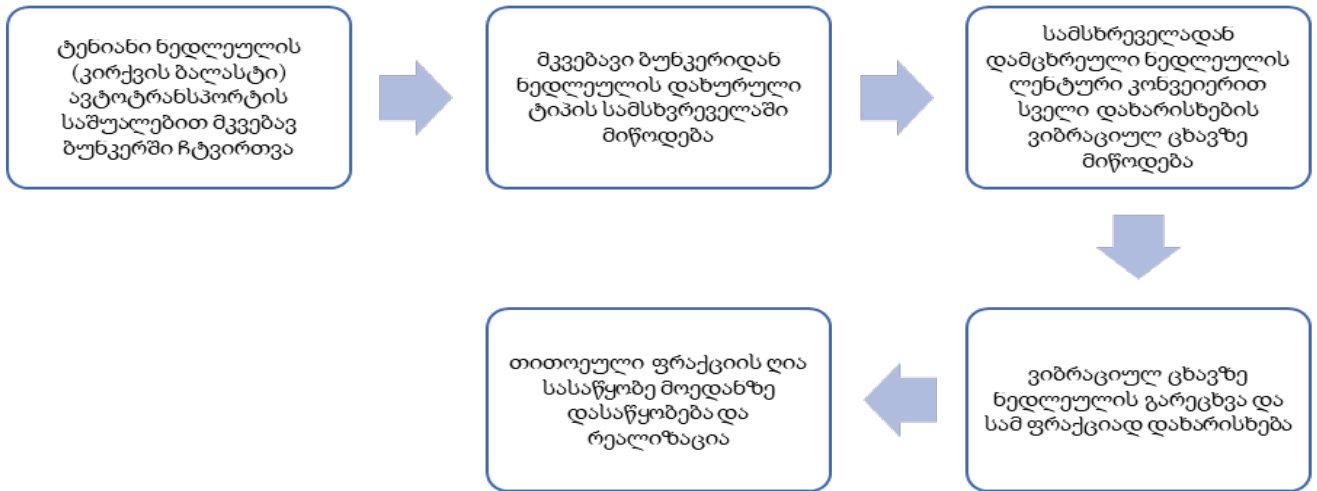 ტენიანი ნედლეულის
(კირქვის ბალასტი)
ავტოტრანსპორტის
საშუალებით მკვებავ
ბუნკერში ჩტვირთვა
მკვებავი ბუნკერიდან
ნედლეულის დახურული
ტიპის სამსხვრეველაში
მიწოდება
სამსხრეველადან
დამცხრეული ნედლეულის
ლენტური კონვეიერით
სველი დახარისხების
ვიბრაციულ ცხავზე
მიწოდება
ვიბრაციულ ცხავზე
ნედლეულის გარეცხვა და
სამ ფრაქციად დახარისხება
თითოეული ფრაქციის ღია
სასაწყობე მოედანზე
დასაწყობება და
რეალიზაცია